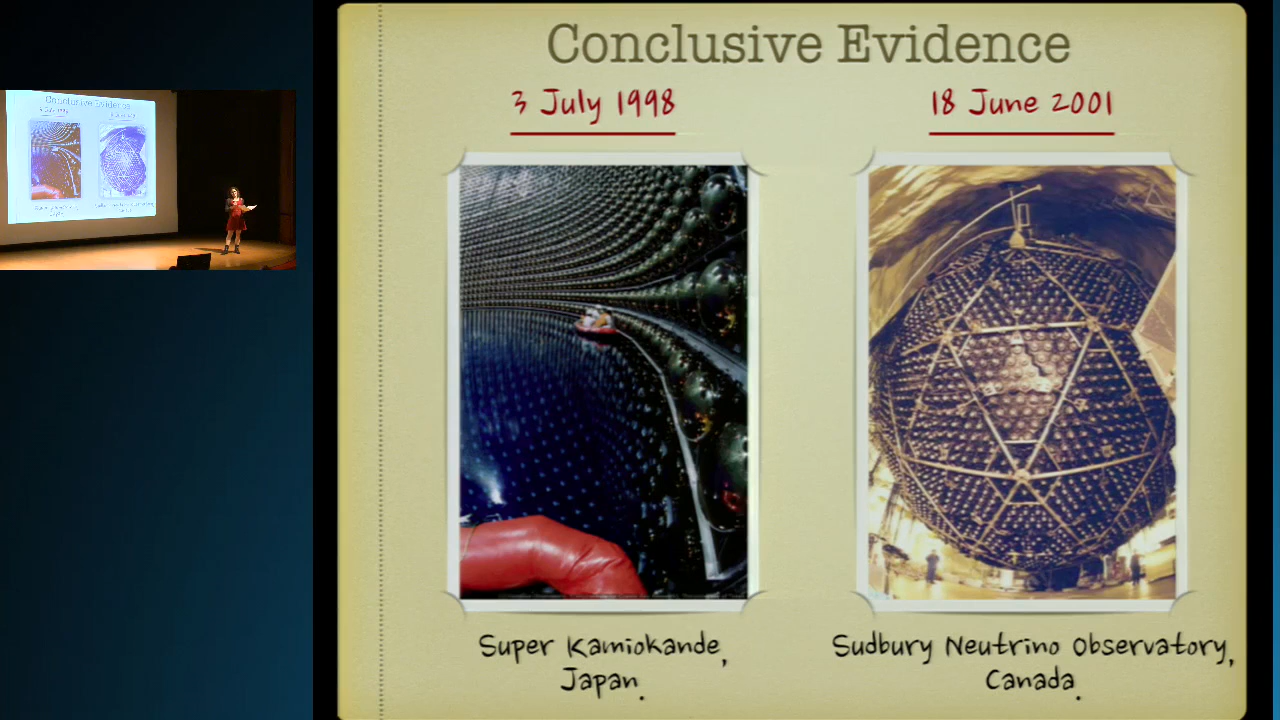 Conclusive Evidence
3 July 1998
18 June 2001
Super Kamiokande,
Japan.
Sudbury Neutrino Observatory,
Canada.